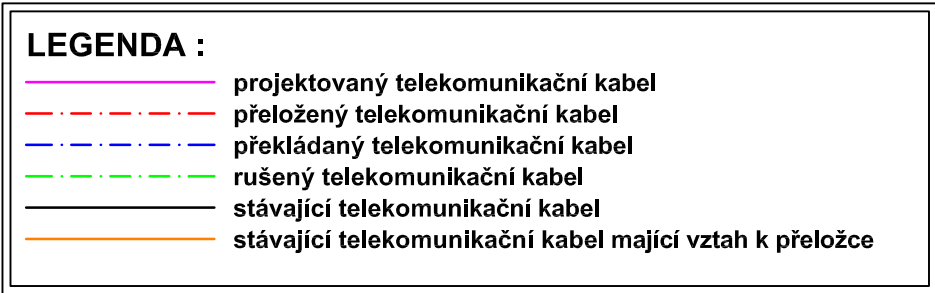 LEGENDA :
projektovaný telekomunikační kabel
přeložený telekomunikační kabel
překládaný telekomunikační kabel
rušený telekomunikační kabel
stávající telekomunikační kabel
stávající telekomunikační kabel mající vztah k přeložce